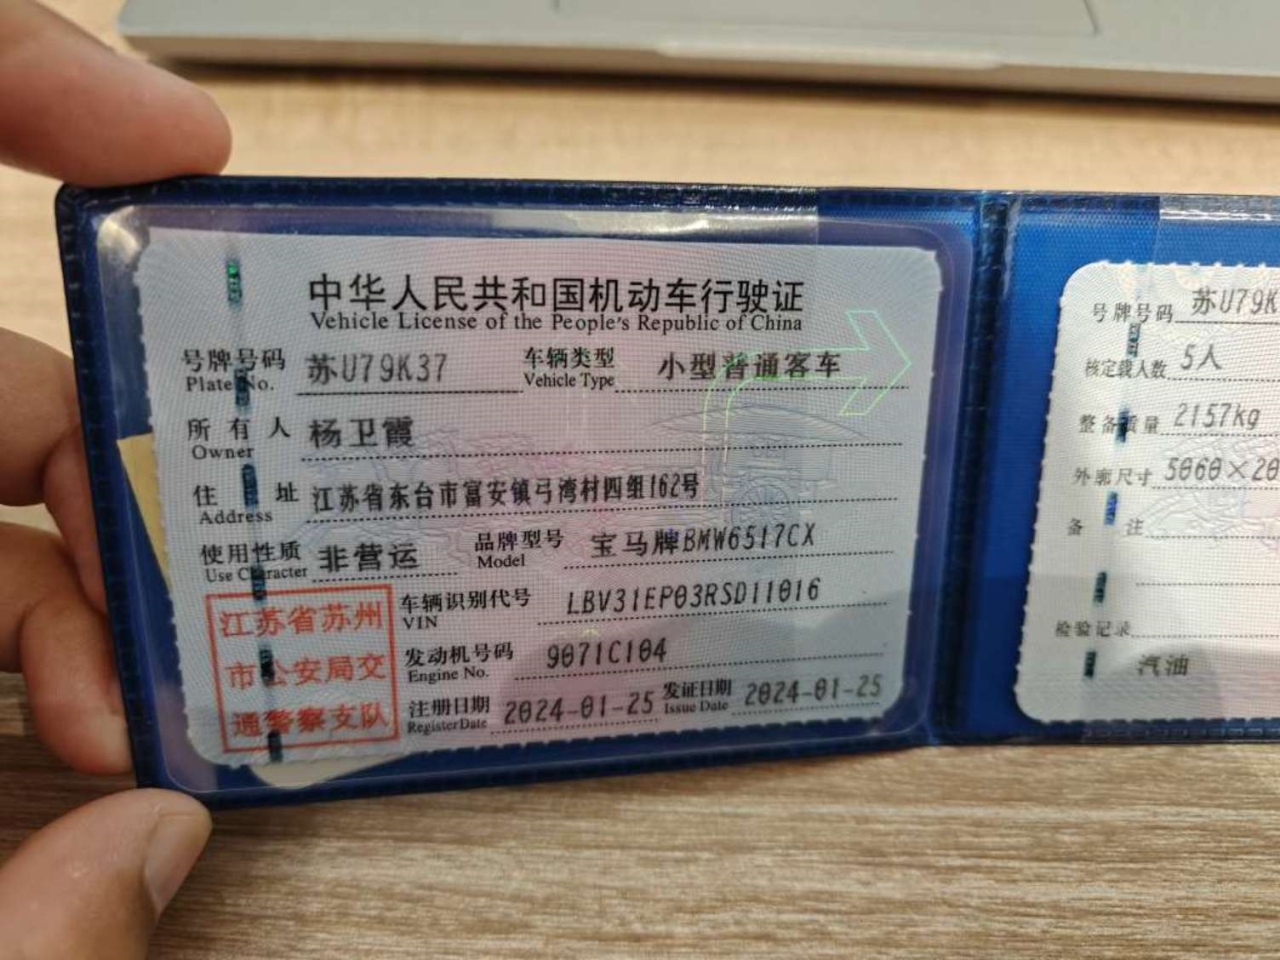 中华人民共和国机动车行驶证
Vehicle License of the People's Republic of China
号牌号码 苏U79K37 车辆类型 小型普通客车
Plate No. Vehicle Type
所有人 杨卫霞
Owner
住址 江苏省东台市富安镇弓湾村四组162号
Address
使用性质 非营运 品牌型号 宝马牌BMW6517CX
Use Character Model
江苏省苏州
市公安局交
通警察支队
车辆识别代号 LBV31EP03RSD11016
VIN
发动机号码 9071C104
Engine No.
注册日期 2024-01-25 发证日期 2024-01-25
Register Date Issue Date
号牌号码 苏U79K
核定载人数 5人
整备质量 2157kg
外廓尺寸 5060×20
备注
检验记录
汽油